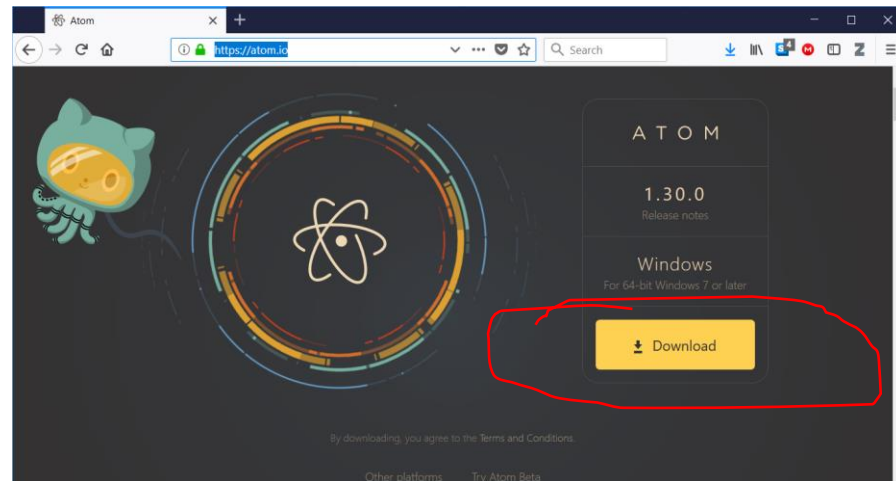 Atom
https://atom.io
Search
4
ATOM
1.30.0
Release notes
Windows
For 64-bit Windows 7 or later
Download
By downloading, you agree to the Terms and Conditions.
Other platforms Try Atom Beta